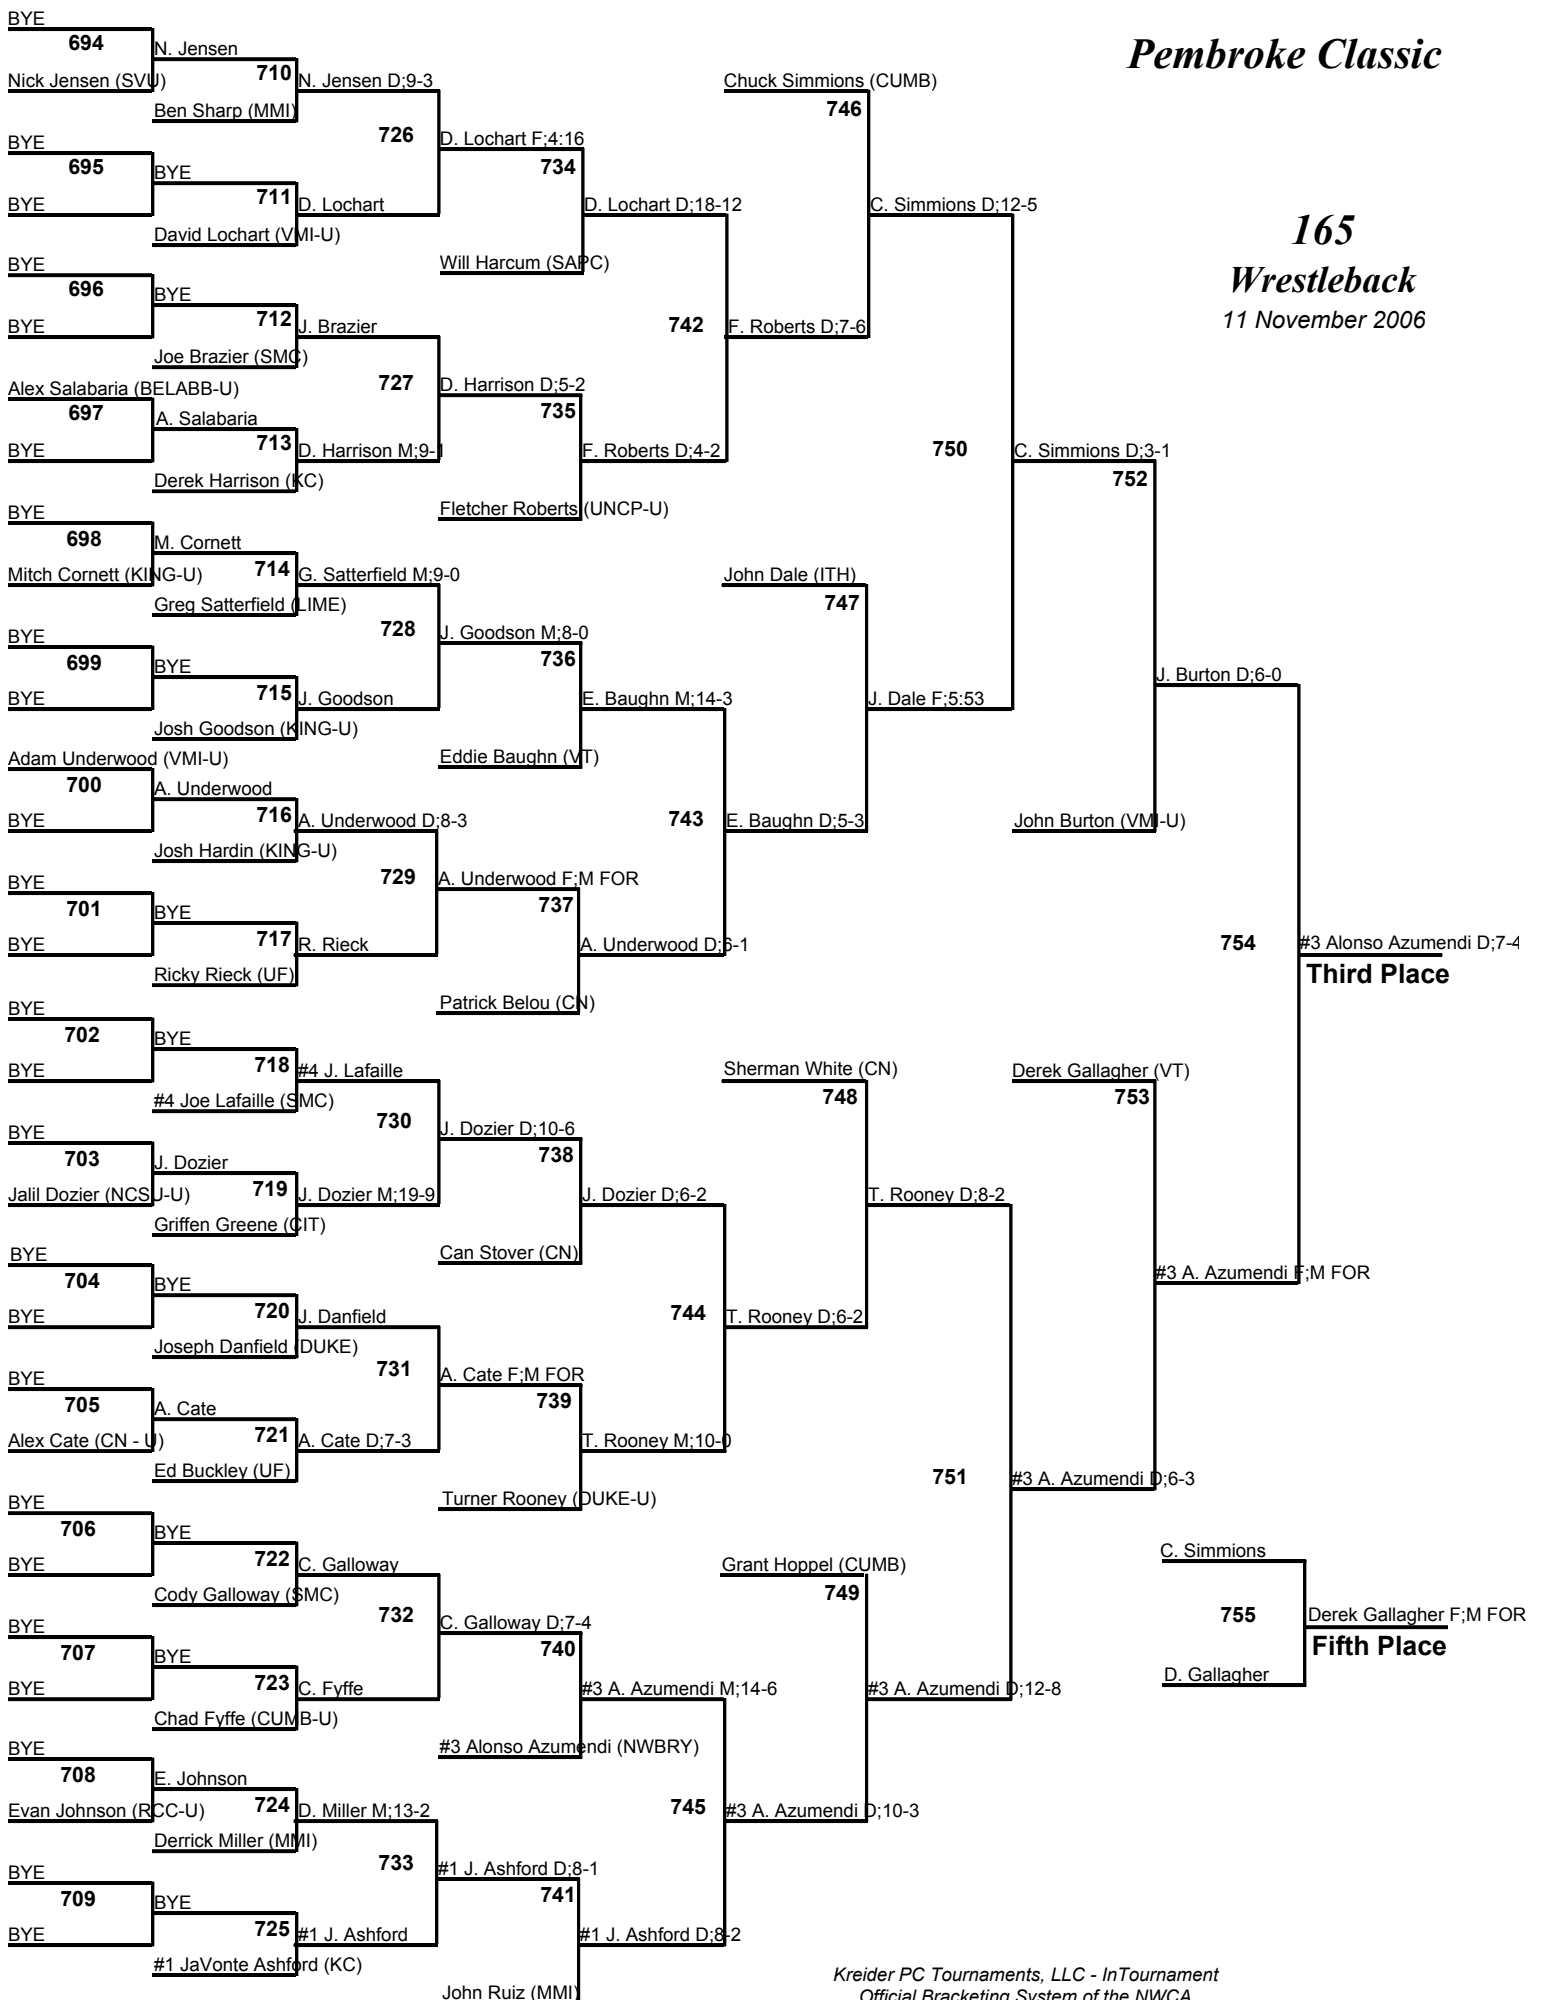 Pembroke Classic
165
Wrestleback
11 November 2006
BYE
694
Nick Jensen (SVU)
BYE
695
BYE
BYE
696
BYE
Alex Salabaria (BELABB-U)
697
BYE
BYE
698
Mitch Cornett (KING-U)
BYE
699
BYE
Adam Underwood (VMI-U)
700
BYE
BYE
701
BYE
BYE
702
BYE
BYE
703
Jalil Dozier (NCSU-U)
BYE
704
BYE
BYE
705
Alex Cate (CN - U)
BYE
706
BYE
BYE
707
BYE
BYE
708
Evan Johnson (RCC-U)
BYE
709
BYE
N. Jensen
710
Ben Sharp (MMI)
BYE
711
David Lochart (VMI-U)
BYE
712
Joe Brazier (SMC)
A. Salabaria
713
Derek Harrison (KC)
M. Cornett
714
Greg Satterfield (LIME)
BYE
715
Josh Goodson (KING-U)
A. Underwood
716
Josh Hardin (KING-U)
BYE
717
Ricky Rieck (UF)
BYE
718
#4 Joe Lafaille (SMC)
J. Dozier
719
Griffen Greene (CIT)
BYE
720
Joseph Danfield (DUKE)
A. Cate
721
Ed Buckley (UF)
BYE
722
Cody Galloway (SMC)
BYE
723
Chad Fyffe (CUMB-U)
E. Johnson
724
Derrick Miller (MMI)
BYE
725
#1 JaVonte Ashford (KC)
N. Jensen D;9-3
726
D. Lochart
J. Brazier
727
D. Harrison M;9-1
G. Satterfield M;9-0
728
J. Goodson
A. Underwood D;8-3
729
R. Rieck
#4 J. Lafaille
730
J. Dozier M;19-9
J. Danfield
731
A. Cate D;7-3
C. Galloway
732
C. Fyffe
D. Miller M;13-2
733
#1 J. Ashford
D. Lochart F;4:16
734
Will Harcum (SAPC)
D. Harrison D;5-2
735
Fletcher Roberts (UNCP-U)
J. Goodson M;8-0
736
Eddie Baughn (VT)
A. Underwood F;M FOR
737
Patrick Belou (CN)
J. Dozier D;10-6
738
Can Stover (CN)
A. Cate F;M FOR
739
Turner Rooney (DUKE-U)
C. Galloway D;7-4
740
#3 Alonso Azumendi (NWBRY)
#1 J. Ashford D;8-1
741
John Ruiz (MMI)
D. Lochart D;18-12
742
F. Roberts D;4-2
E. Baughn M;14-3
743
A. Underwood D;6-1
J. Dozier D;6-2
744
T. Rooney M;10-0
#3 A. Azumendi M;14-6
745
#1 J. Ashford D;8-2
Chuck Simmions (CUMB)
746
F. Roberts D;7-6
John Dale (ITH)
747
E. Baughn D;5-3
Sherman White (CN)
748
T. Rooney D;6-2
Grant Hoppel (CUMB)
749
#3 A. Azumendi D;10-3
C. Simmions D;12-5
750
J. Dale F;5:53
T. Rooney D;8-2
751
#3 A. Azumendi D;12-8
C. Simmions D;3-1
752
John Burton (VMI-U)
Derek Gallagher (VT)
753
#3 A. Azumendi D;6-3
J. Burton D;6-0
754
#3 A. Azumendi F;M FOR
#3 Alonso Azumendi D;7-4
Third Place
C. Simmions
755
D. Gallagher
Derek Gallagher F;M FOR
Fifth Place
Kreider PC Tournaments, LLC - InTournament
Official Bracketing System of the NWCA